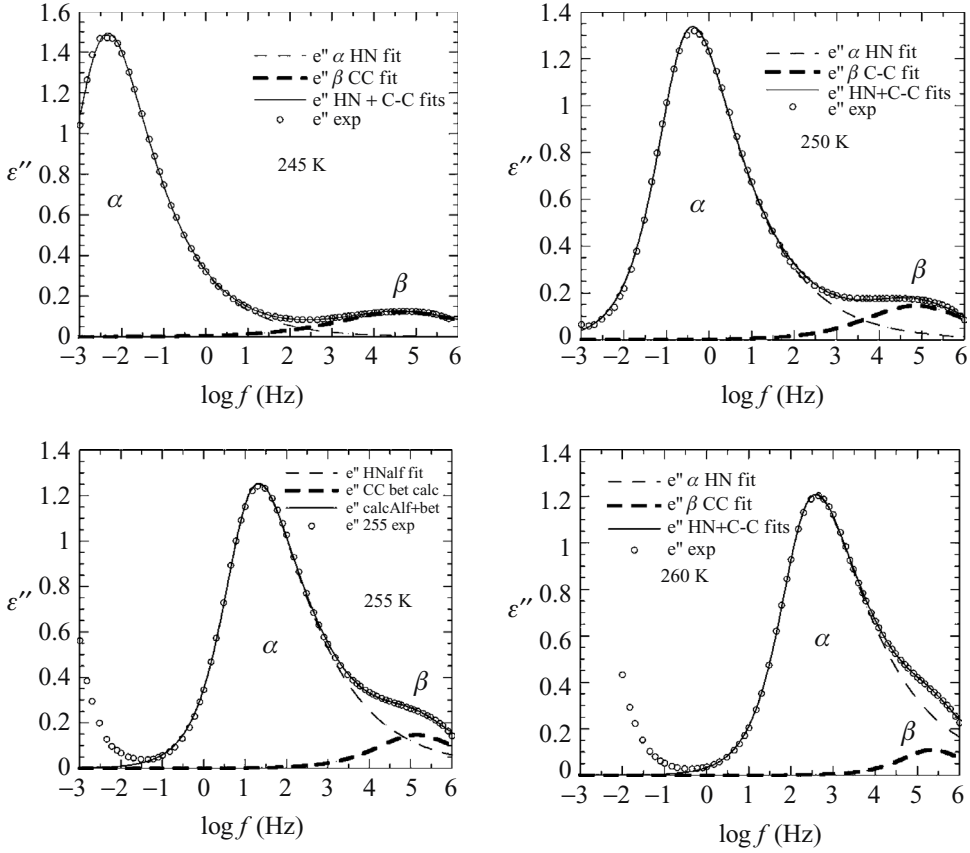 1.6
1.4
1.2
1
0.8
0.6
0.4
0.2
0
ε″
e″ α HN fit
e″ β CC fit
e″ HN + C-C fits
e″ exp
245 K
α
β
−3 −2 −1 0 1 2 3 4 5 6
log f (Hz)
1.4
1.2
1
0.8
0.6
0.4
0.2
0
ε″
e″ α HN fit
e″ β C-C fit
e″ HN+C-C fits
e″ exp
250 K
α
β
−3 −2 −1 0 1 2 3 4 5 6
log f (Hz)
1.4
1.2
1
0.8
0.6
0.4
0.2
0
ε″
e″ HNalf fit
e″ CC bet calc
e″ calcAlf+bet
e″ 255 exp
255 K
α
β
−3 −2 −1 0 1 2 3 4 5 6
log f (Hz)
1.4
1.2
1
0.8
0.6
0.4
0.2
0
ε″
e″ α HN fit
e″ β CC fit
e″ HN+C-C fits
e″ exp
260 K
α
β
−3 −2 −1 0 1 2 3 4 5 6
log f (Hz)